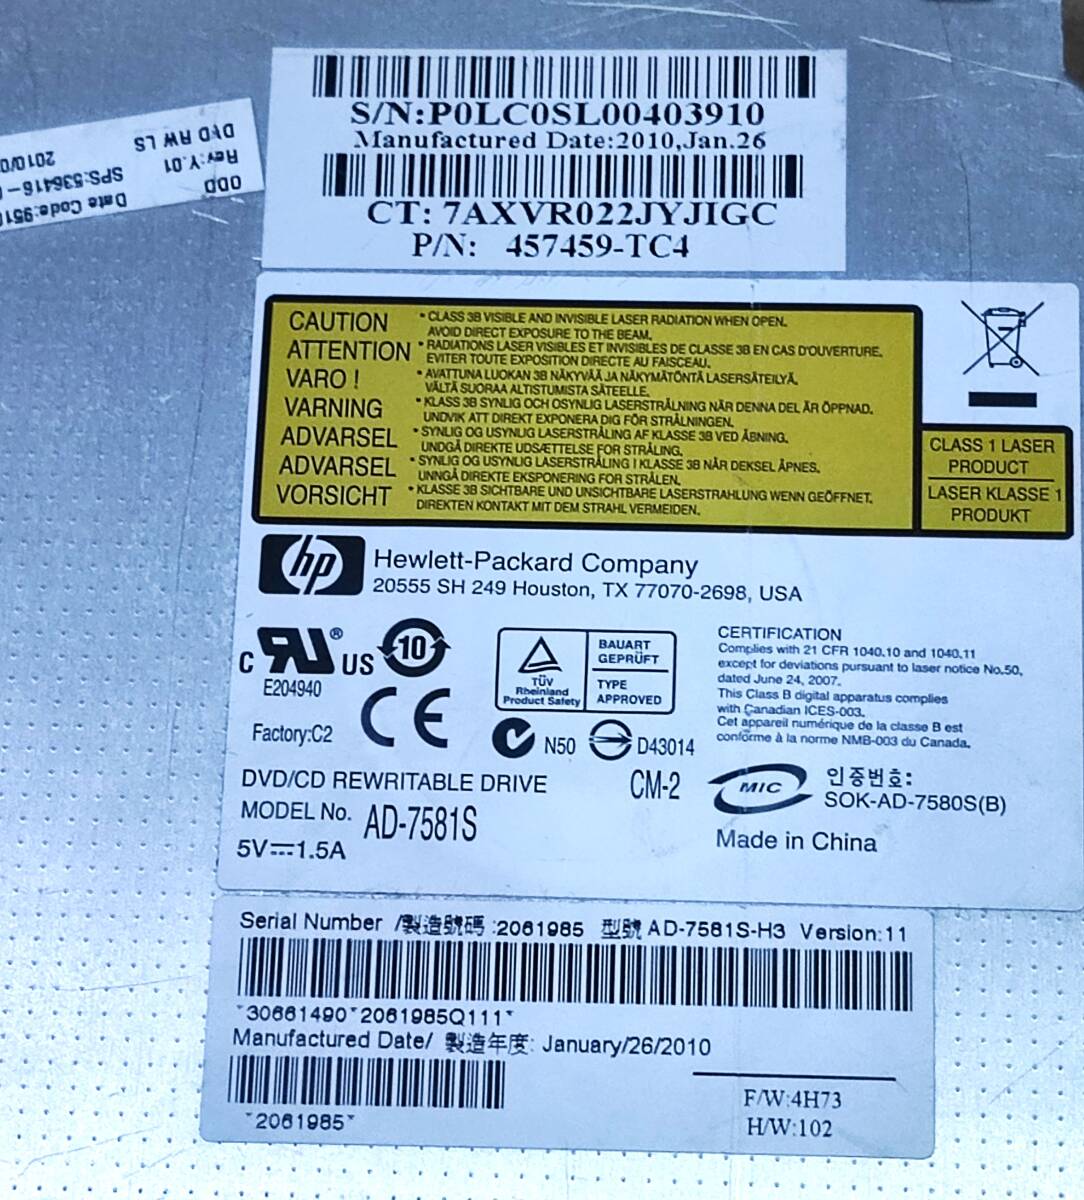 S/N:P0LC0SL00403910
Manufactured Date:2010,Jan.26
CT: 7AXVR022JYJIGC
P/N: 457459-TC4
DVD RW LS
Rev:Y.01
ODD
SPS:536416-
Date Code:951
CAUTION
• CLASS 3B VISIBLE AND INVISIBLE LASER RADIATION WHEN OPEN.
AVOID DIRECT EXPOSURE TO THE BEAM.
ATTENTION
• RADIATIONS LASER VISIBLES ET INVISIBLES DE CLASSE 3B EN CAS D'OUVERTURE.
EVITER TOUTE EXPOSITION DIRECTE AU FAISCEAU.
VARO !
• AVATTUNA LUOKAN 3B NÄKYVÄÄ JA NÄKYMÄTÖNTÄ LASERSÄTEILYÄ.
VÄLTÄ SUORAA ALTISTUMISTA SÄTEELLE.
VARNING
• KLASS 3B SYNLIG OCH OSYNLIG LASERSTRÅLNING NÄR DENNA DEL ÄR ÖPPNAD.
UNDVIK ATT DIREKT EXPONERA DIG FÖR STRÅLNINGEN.
ADVARSEL
• SYNLIG OG USYNLIG LASERSTRÅLING AF KLASSE 3B VED ÅBNING.
UNDGÅ DIREKTE UDSÆTTELSE FOR STRÅLING.
ADVARSEL
• SYNLIG OG USYNLIG LASERSTRÅLING I KLASSE 3B NÅR DEKSEL ÅPNES.
UNNGÅ DIREKTE EKSPONERING FOR STRÅLEN.
VORSICHT
• KLASSE 3B SICHTBARE UND UNSICHTBARE LASERSTRAHLUNG WENN GEÖFFNET.
DIREKTEN KONTAKT MIT DEM STRAHL VERMEIDEN.
CLASS 1 LASER
PRODUCT
LASER KLASSE 1
PRODUKT
hp
Hewlett-Packard Company
20555 SH 249 Houston, TX 77070-2698, USA
C RU ® US
10
E204940
CE
Factory:C2
TÜV
Rheinland
Product Safety
BAUART
GEPRÜFT
TYPE
APPROVED
N50
D43014
CERTIFICATION
Complies with 21 CFR 1040.10 and 1040.11
except for deviations pursuant to laser notice No.50,
dated June 24, 2007.
This Class B digital apparatus complies
with Canadian ICES-003.
Cet appareil numérique de la classe B est
conforme à la norme NMB-003 du Canada.
DVD/CD REWRITABLE DRIVE
CM-2
MIC
인증번호:
SOK-AD-7580S(B)
MODEL No. AD-7581S
Made in China
5V⎓1.5A
Serial Number /製造號碼 :2061985 型號 AD-7581S-H3 Version:11
*30661490*2061985Q111*
Manufactured Date/ 製造年度: January/26/2010
*2061985*
F/W:4H73
H/W:102